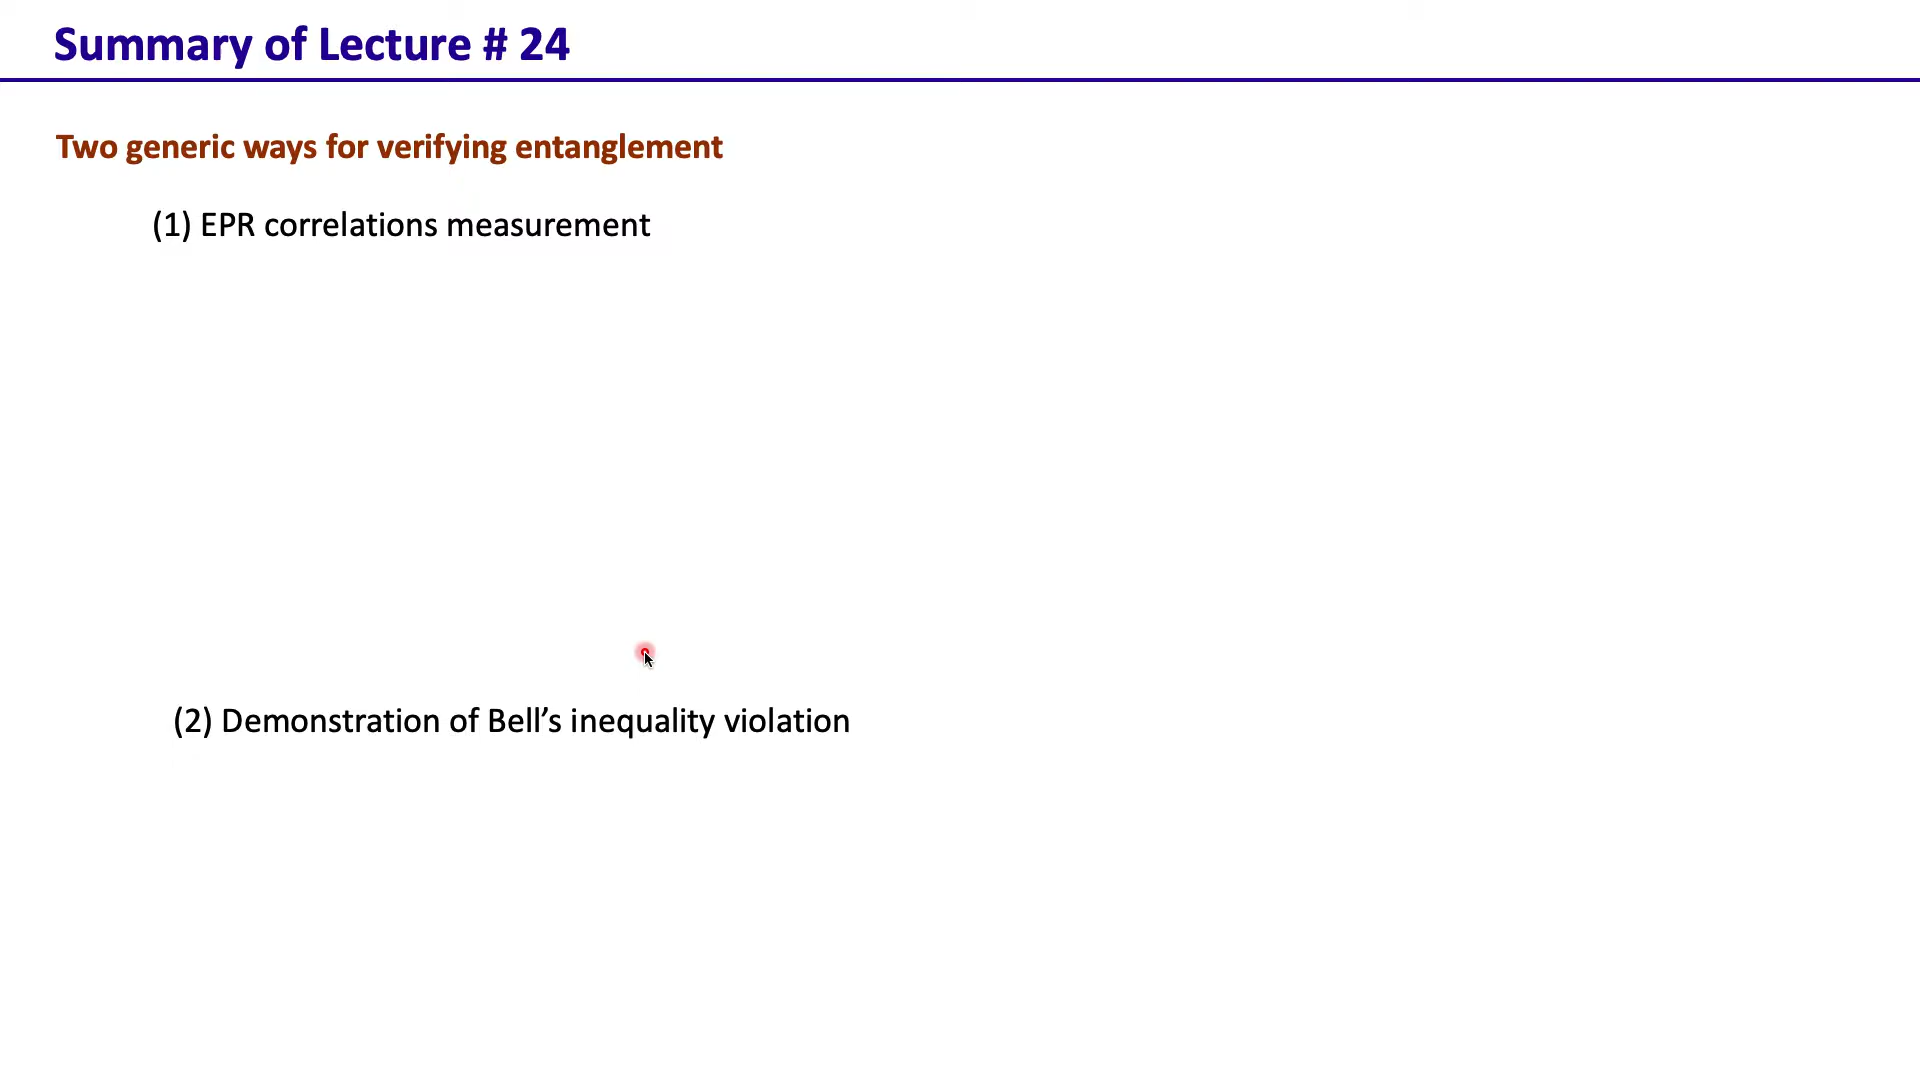 Summary of Lecture # 24
Two generic ways for verifying entanglement
(1) EPR correlations measurement
(2) Demonstration of Bell’s inequality violation